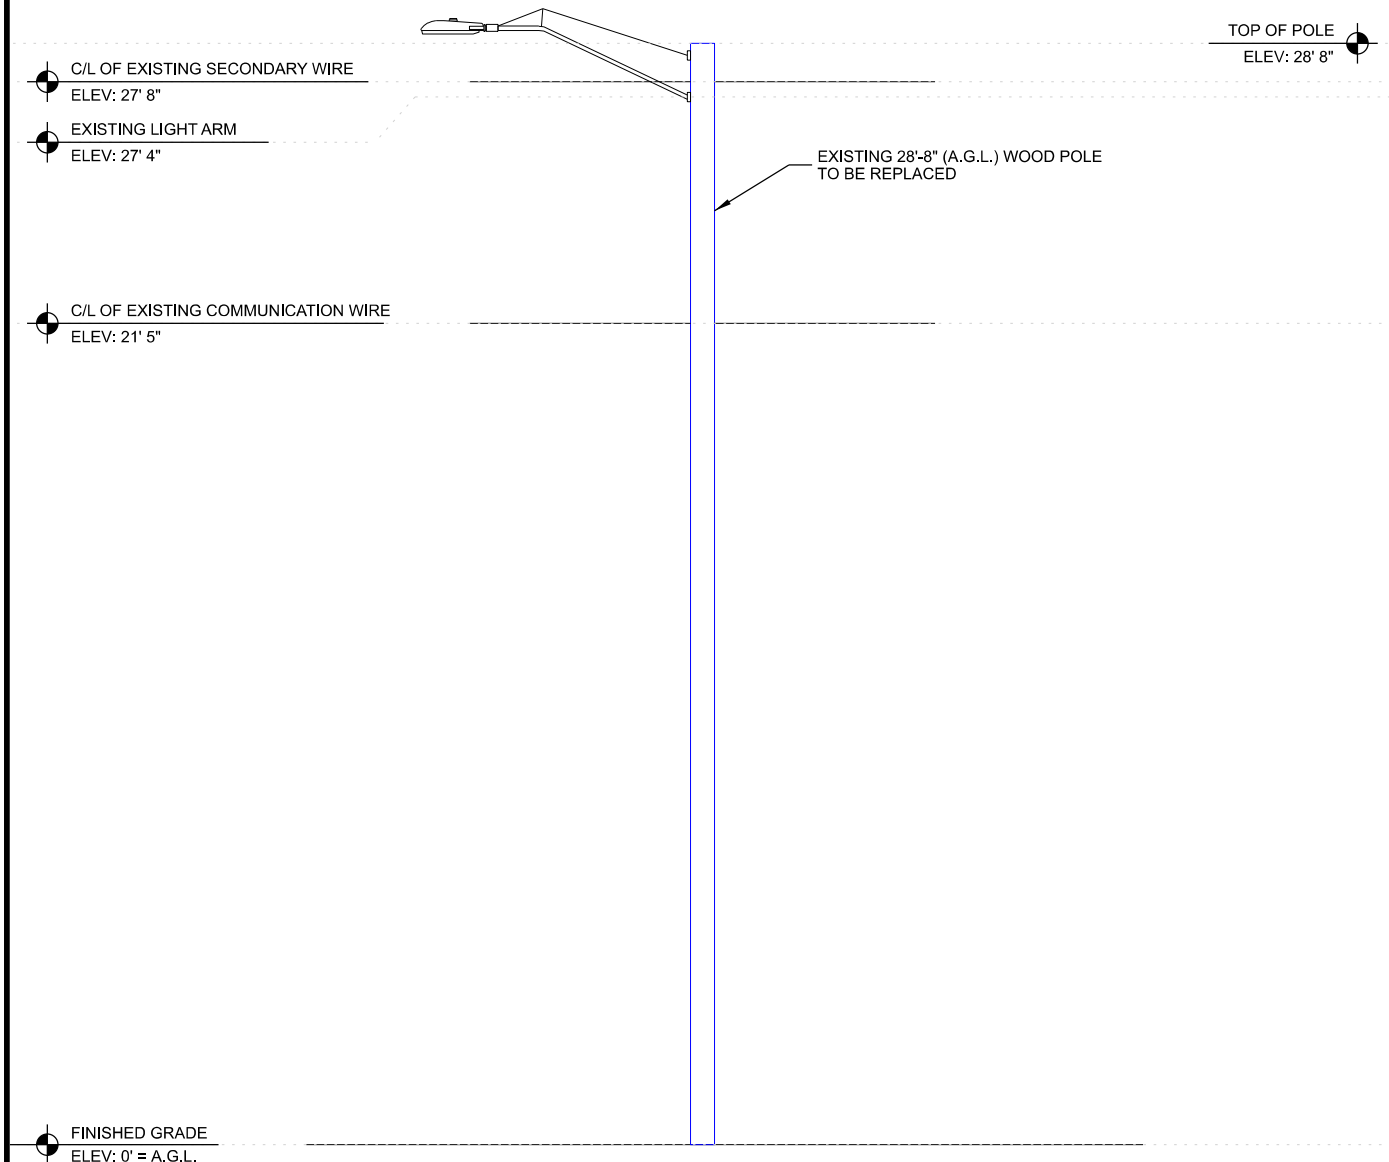 TOP OF POLE
ELEV: 28' 8"
C/L OF EXISTING SECONDARY WIRE
ELEV: 27' 8"
EXISTING LIGHT ARM
ELEV: 27' 4"
EXISTING 28'-8" (A.G.L.) WOOD POLE
TO BE REPLACED
C/L OF EXISTING COMMUNICATION WIRE
ELEV: 21' 5"
FINISHED GRADE
ELEV: 0' = A.G.L.